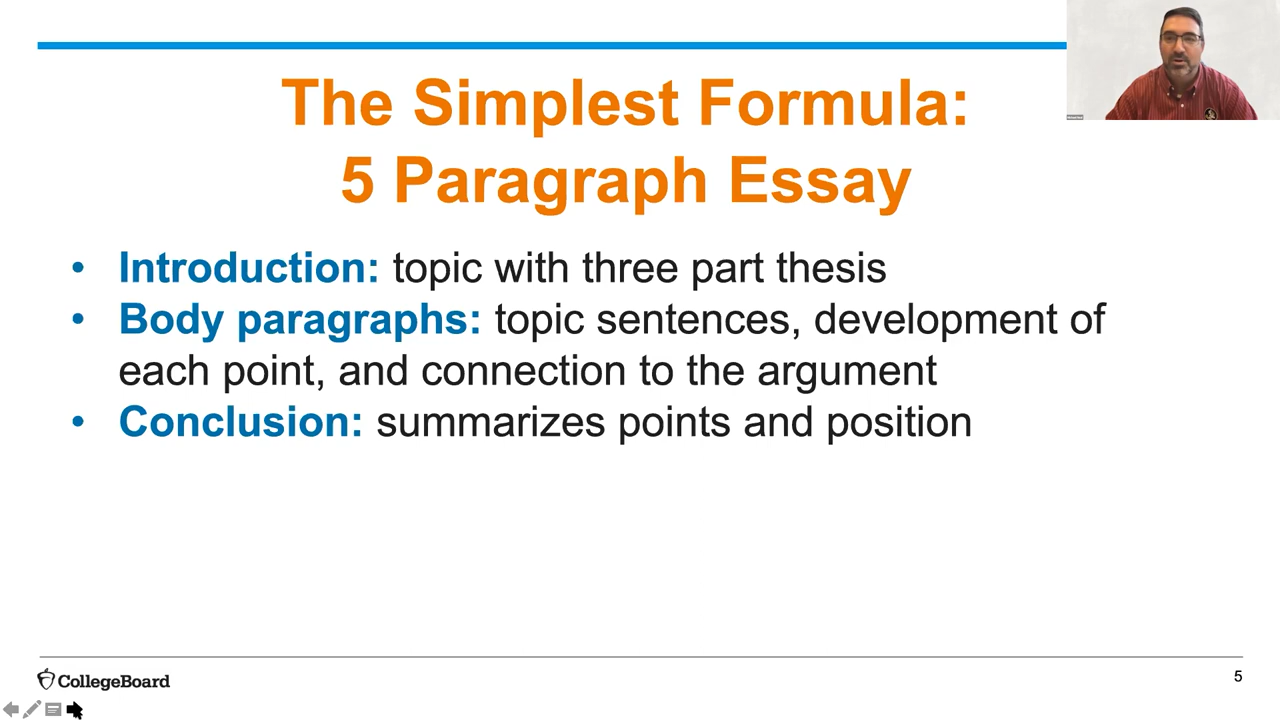 The Simplest Formula:
5 Paragraph Essay
• Introduction: topic with three part thesis
• Body paragraphs: topic sentences, development of
each point, and connection to the argument
• Conclusion: summarizes points and position
CollegeBoard
5